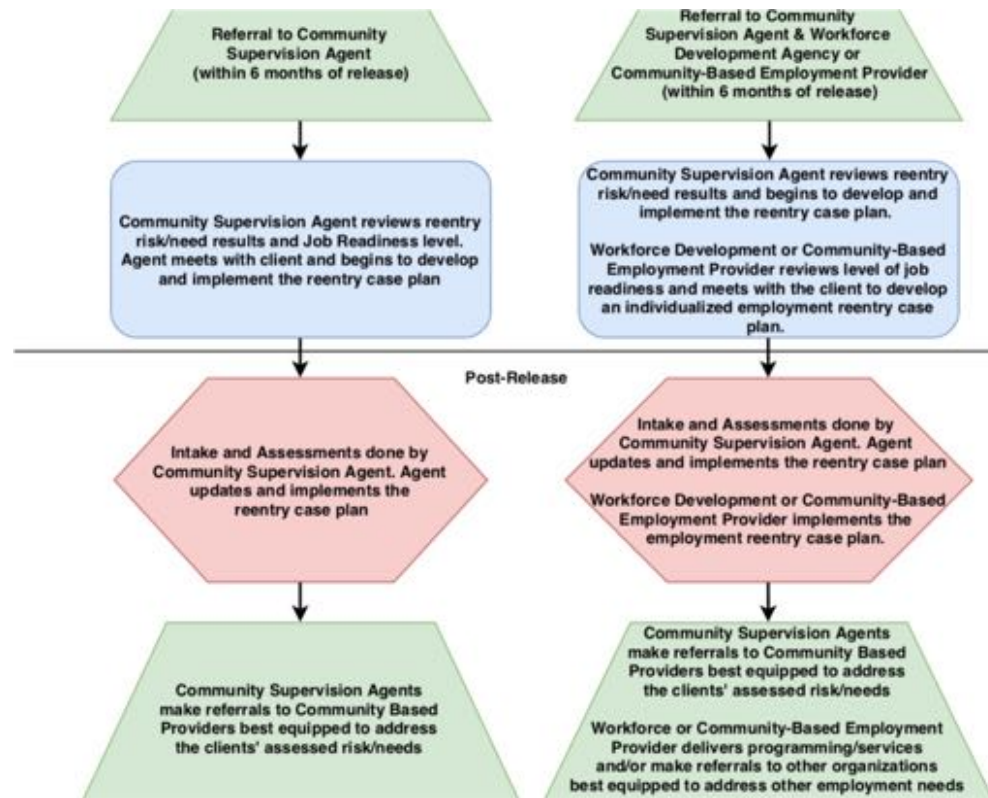 Referral to Community
Supervision Agent
(within 6 months of release)
Referral to Community
Supervision Agent & Workforce
Development Agency or
Community-Based Employment Provider
(within 6 months of release)
Community Supervision Agent reviews reentry
risk/need results and Job Readiness level.
Agent meets with client and begins to develop
and implement the reentry case plan
Community Supervision Agent reviews reentry
risk/need results and begins to develop and
implement the reentry case plan.
Workforce Development or Community-Based
Employment Provider reviews level of job
readiness and meets with the client to develop
an individualized employment reentry case
plan.
Post-Release
Intake and Assessments done by
Community Supervision Agent. Agent
updates and implements the
reentry case plan
Intake and Assessments done by
Community Supervision Agent. Agent
updates and implements the reentry case plan
Workforce Development or Community-Based
Employment Provider implements the
employment reentry case plan.
Community Supervision Agents
make referrals to Community Based
Providers best equipped to address
the clients' assessed risk/needs
Community Supervision Agents
make referrals to Community Based
Providers best equipped to address
the clients' assessed risk/needs
Workforce or Community-Based Employment
Provider delivers programming/services
and/or make referrals to other organizations
best equipped to address other employment needs